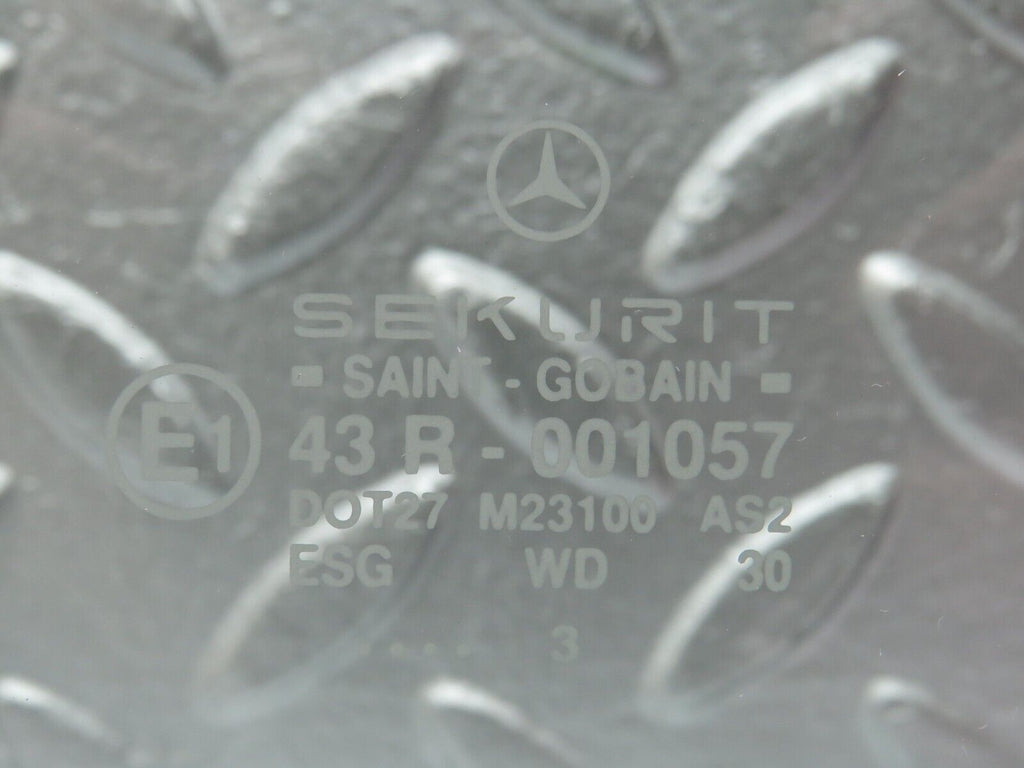 SEKURIT
SAINT - GOBAIN
E1
43 R - 001057
DOT27 M23100 AS2
ESG WD 30
.... 3